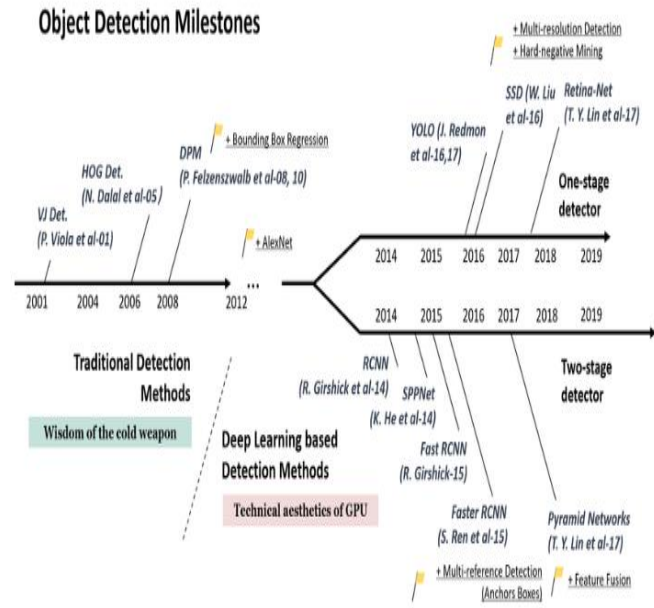 Object Detection Milestones
+ Multi-resolution Detection
+ Hard-negative Mining
SSD (W. Liu
et al-16)
Retina-Net
(T. Y. Lin et al-17)
YOLO (J. Redmon
et al-16,17)
+ Bounding Box Regression
DPM
(P. Felzenszwalb et al-08, 10)
HOG Det.
(N. Dalal et al-05)
VJ Det.
(P. Viola et al-01)
+ AlexNet
One-stage
detector
2014 2015 2016 2017 2018 2019
...
2001 2004 2006 2008 2012
2014 2015 2016 2017 2018 2019
Two-stage
detector
Traditional Detection
Methods
Wisdom of the cold weapon
Deep Learning based
Detection Methods
Technical aesthetics of GPU
RCNN
(R. Girshick et al-14)
SPPNet
(K. He et al-14)
Fast RCNN
(R. Girshick-15)
Faster RCNN
(S. Ren et al-15)
Pyramid Networks
(T. Y. Lin et al-17)
+ Multi-reference Detection
(Anchors Boxes)
+ Feature Fusion